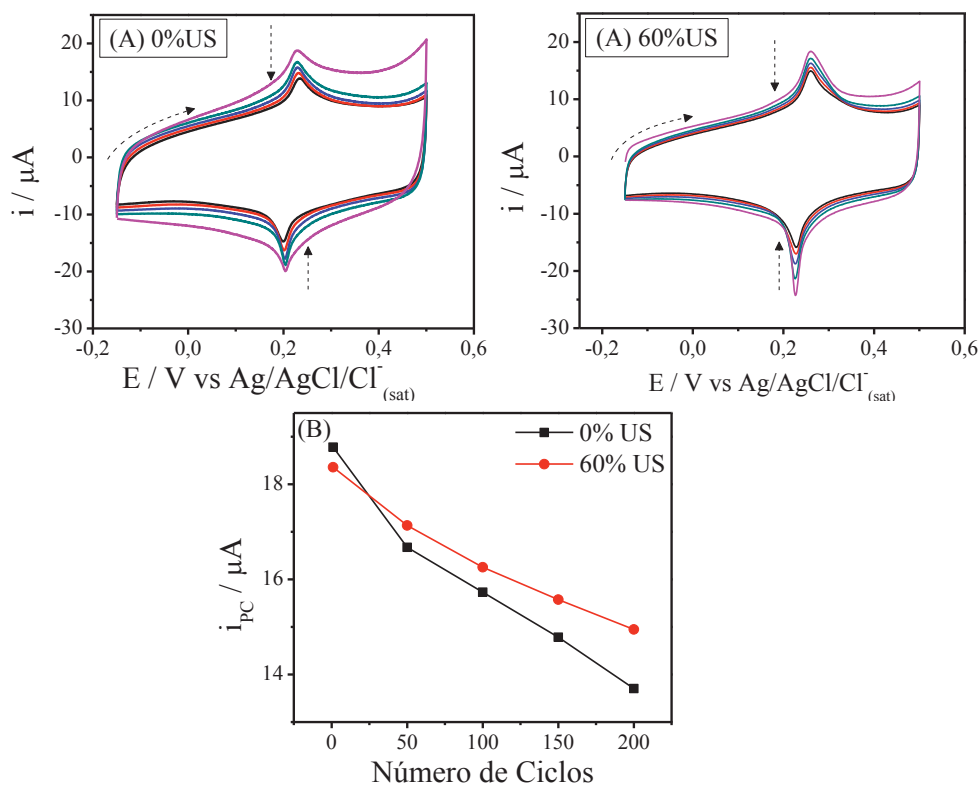 (A) 0%US
20
10
0
-10
-20
-30
i / µA
-0,2 0,0 0,2 0,4 0,6
E / V vs Ag/AgCl/Cl⁻(sat)
(A) 60%US
20
10
0
-10
-20
-30
i / µA
-0,2 0,0 0,2 0,4 0,6
E / V vs Ag/AgCl/Cl⁻(sat)
(B)
0% US
60% US
18
16
14
iPC / µA
0 50 100 150 200
Número de Ciclos